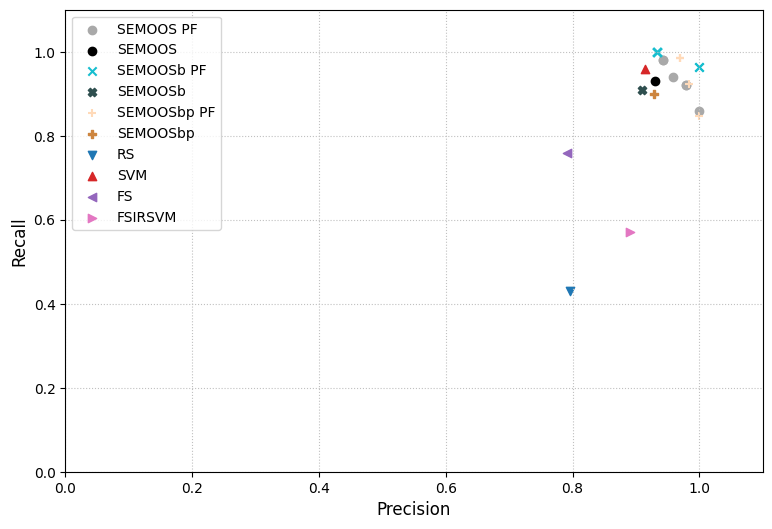 SEMOOS PF
SEMOOS
SEMOOSb PF
SEMOOSb
SEMOOSbp PF
SEMOOSbp
RS
SVM
FS
FSIRSVM
Recall
1.0
0.8
0.6
0.4
0.2
0.0
0.0 0.2 0.4 0.6 0.8 1.0
Precision